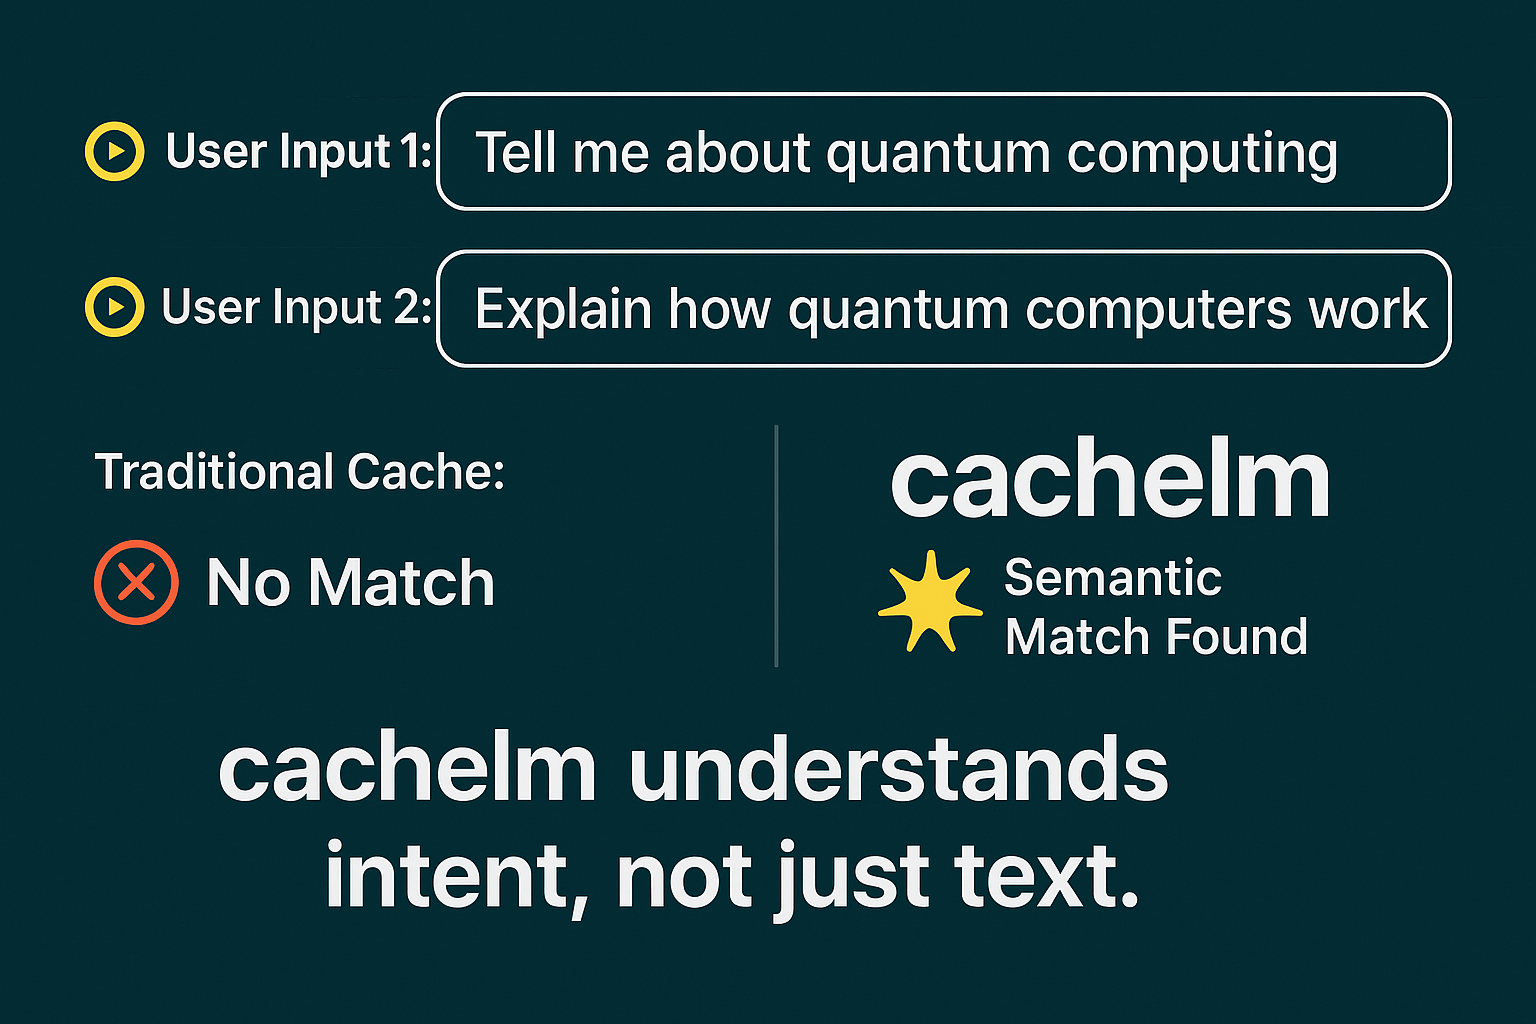 User Input 1: Tell me about quantum computing
User Input 2: Explain how quantum computers work
Traditional Cache:
No Match
cachelm
Semantic
Match Found
cachelm understands
intent, not just text.